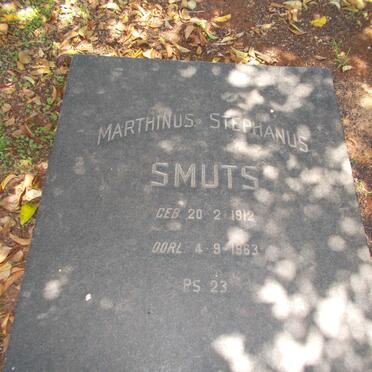 MARTHINUS STEPHANUS
SMUTS
GEB. 20-2-1912
OORL. 4-9-1963
PS. 23